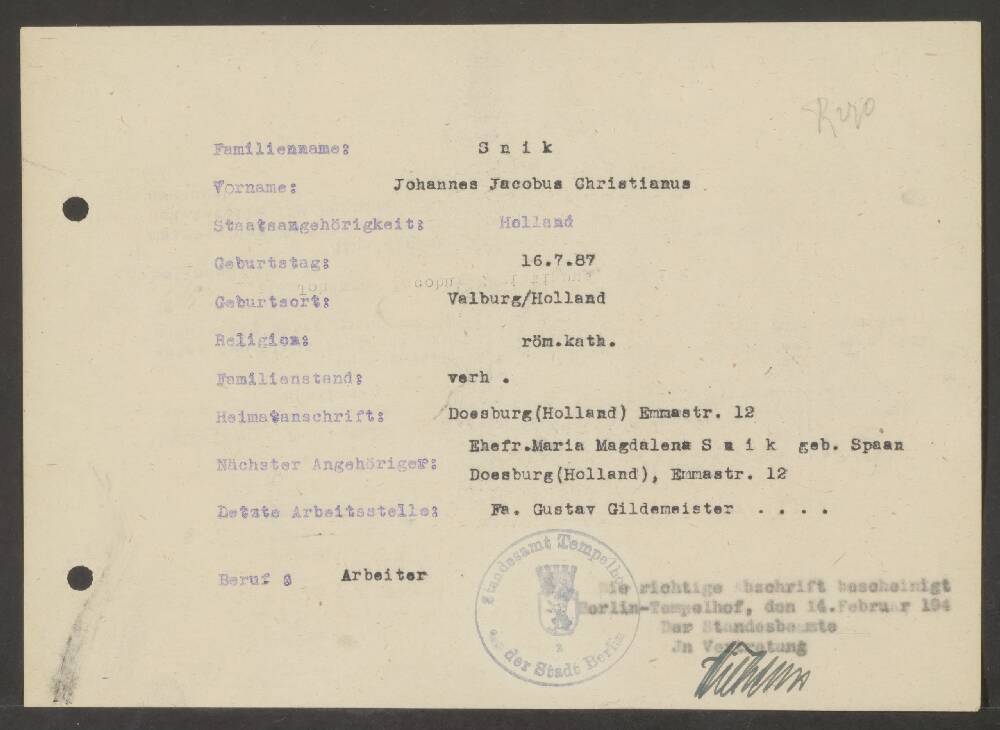 Familienname: S n i k
Vorname: Johannes Jacobus Christianus
Staatsangehörigkeit: Holland
Geburtstag: 16.7.87
Geburtsort: Valburg/Holland
Religion: röm.kath.
Familienstand: verh .
Heimatanschrift: Doesburg(Holland) Emmastr. 12
Ehefr.Maria Magdalena S n i k geb. Spaan
Nächster Angehöriger:
Doesburg(Holland), Emmastr. 12
Letzte Arbeitsstelle: Fa. Gustav Gildemeister . . . .
Beruf : Arbeiter
Standesamt Tempelhof
der Stadt Berlin
Die richtige Abschrift bescheinigt
Berlin-Tempelhof, den 14.Februar 194
Der Standesbeamte
Jn Vertretung